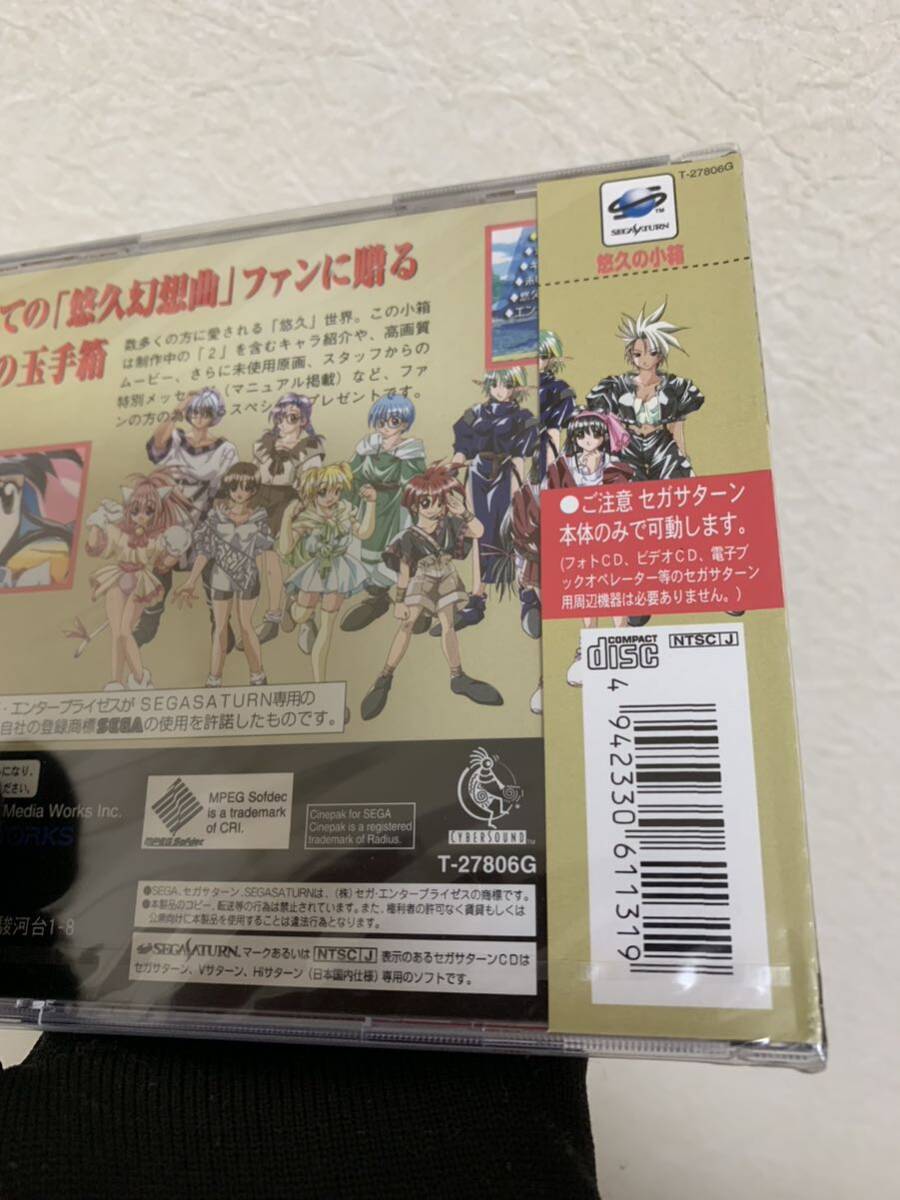 ての「悠久幻想曲」ファンに贈る
の玉手箱
数多くの方に愛される「悠久」世界。この小箱
は制作中の「2」を含むキャラ紹介や、高画質
ムービー、さらに未使用原画、スタッフからの
特別メッセージ(マニュアル掲載)など、ファ
ンの方の為に贈るスペシャルプレゼントです。
・エンタープライゼスが SEGASATURN専用の
自社の登録商標SEGAの使用を許諾したものです。
になり、
ださい。
Media Works Inc.
WORKS
駿河台1-8
MPEG Sofdec
MPEG Sofdec
is a trademark
of CRI.
Cinepak for SEGA
Cinepak is a registered
trademark of Radius.
CYBERSOUND™
T-27806G
●SEGA、セガサターン、SEGASATURNは、(株)セガ・エンタープライゼスの商標です。
●本製品のコピー、転送等の行為は禁止されています。また、権利者の許可なく賃貿もしくは
公衆向けに本製品を使用することは違法行為となります。
SEGASATURN マークあるいは NTSC J 表示のあるセガサターンCDは
セガサターン、Vサターン、Hiサターン(日本国内仕様)専用のソフトです。
T-27806G
SEGASATURN™
悠久の小箱
●ご注意 セガサターン
本体のみで可動します。
(フォトCD、ビデオCD、電子ブ
ックオペレーター等のセガサターン
用周辺機器は必要ありません。)
COMPACT disc
NTSC J
4 942330 611319